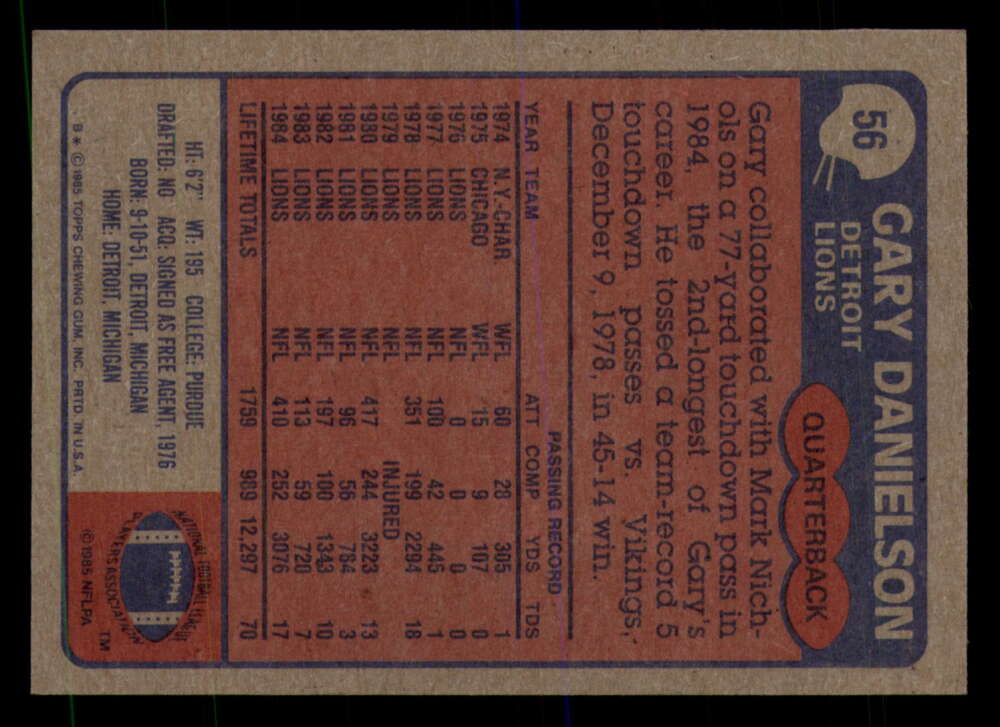 56
GARY DANIELSON
DETROIT
LIONS
QUARTERBACK
Gary collaborated with Mark Nich-
ols on a 77-yard touchdown pass in
1984, the 2nd-longest of Gary's
career. He tossed a team-record 5
touchdown passes vs. Vikings,
December 9, 1978, in 45-14 win.
PASSING RECORD
YEAR TEAM ATT COMP YDS TDS
1974 N.Y.-CHAR. WFL 60 28 305 1
1975 CHICAGO WFL 15 9 107 0
1976 LIONS NFL 0 0 0 0
1977 LIONS NFL 100 42 445 1
1978 LIONS NFL 351 199 2294 18
1979 LIONS NFL INJURED
1980 LIONS NFL 417 244 3223 13
1981 LIONS NFL 96 56 784 3
1982 LIONS NFL 197 100 1343 10
1983 LIONS NFL 113 59 720 7
1984 LIONS NFL 410 252 3076 17
LIFETIME TOTALS 1759 989 12,297 70
HT: 6'2" WT: 195 COLLEGE: PURDUE
DRAFTED: NO ACQ: SIGNED AS FREE AGENT, 1976
BORN: 9-10-51, DETROIT, MICHIGAN
HOME: DETROIT, MICHIGAN
B* © 1985 TOPPS CHEWING GUM, INC. PRTD. IN U.S.A.
NATIONAL FOOTBALL LEAGUE
PLAYERS ASSOCIATION
TM
© 1985 NFLPA